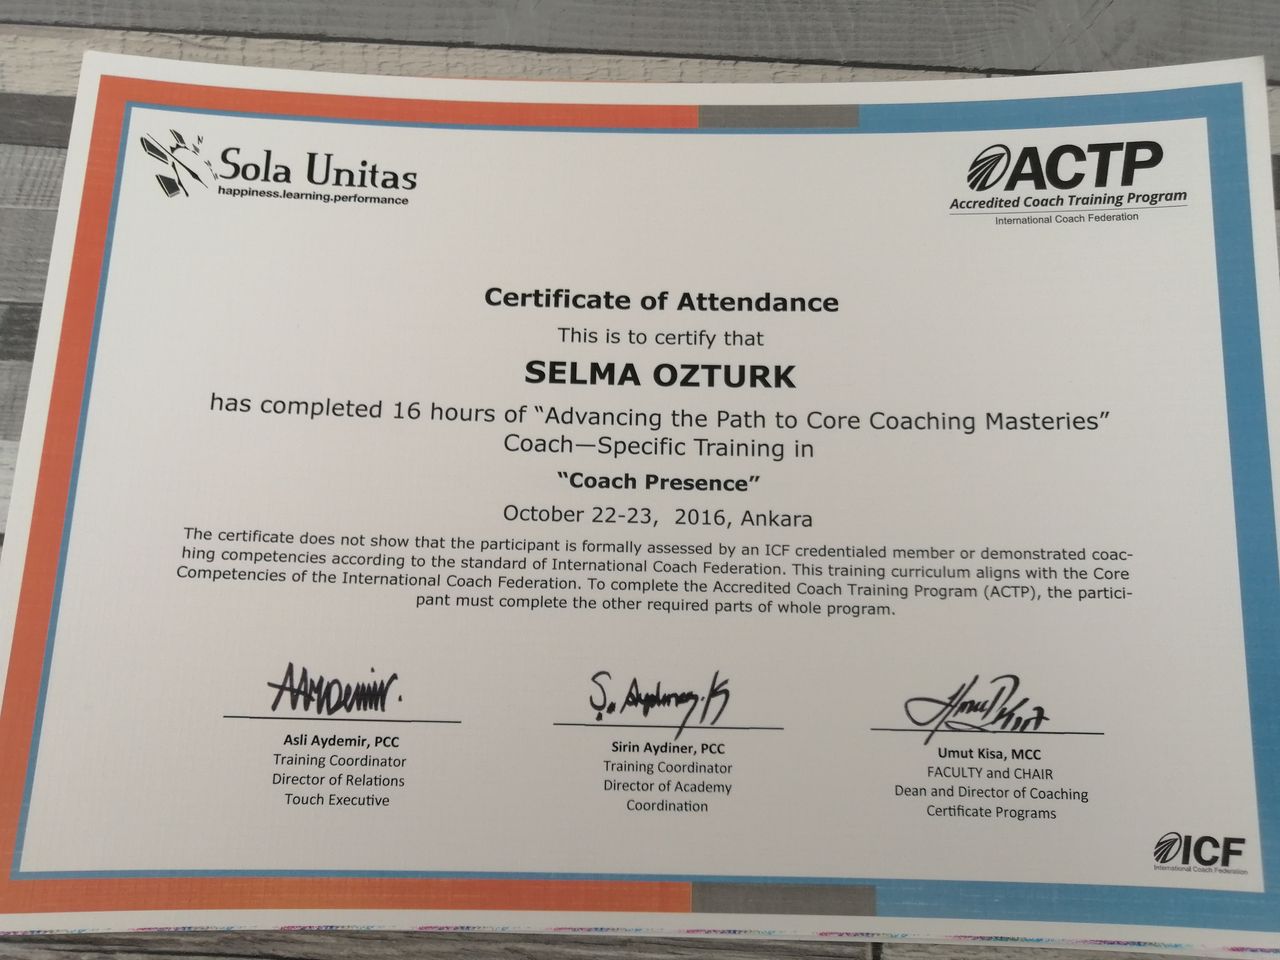 Sola Unitas
happiness.learning.performance
ACTP
Accredited Coach Training Program
International Coach Federation
Certificate of Attendance
This is to certify that
SELMA OZTURK
has completed 16 hours of “Advancing the Path to Core Coaching Masteries”
Coach—Specific Training in
“Coach Presence”
October 22-23, 2016, Ankara
The certificate does not show that the participant is formally assessed by an ICF credentialed member or demonstrated coac-
hing competencies according to the standard of International Coach Federation. This training curriculum aligns with the Core
Competencies of the International Coach Federation. To complete the Accredited Coach Training Program (ACTP), the partici-
pant must complete the other required parts of whole program.
Asli Aydemir, PCC
Training Coordinator
Director of Relations
Touch Executive
Sirin Aydiner, PCC
Training Coordinator
Director of Academy
Coordination
Umut Kisa, MCC
FACULTY and CHAIR
Dean and Director of Coaching
Certificate Programs
ICF
International Coach Federation